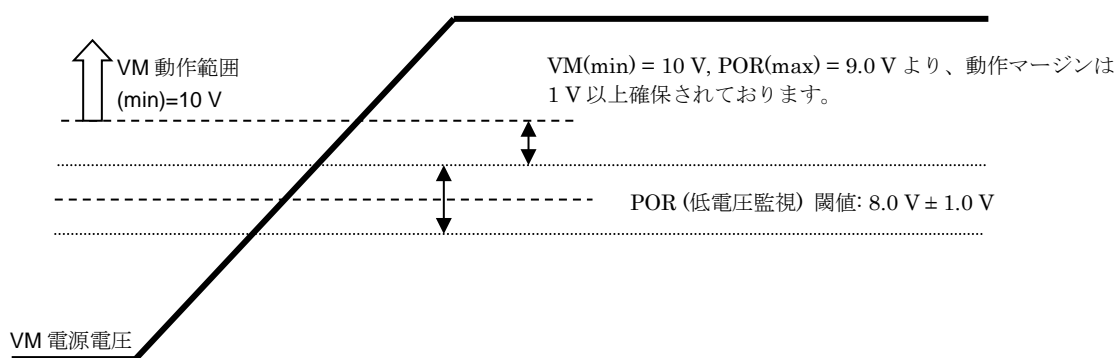 VM 動作範囲
(min)=10 V
VM(min) = 10 V, POR(max) = 9.0 V より、動作マージンは
1 V 以上確保されております。
POR (低電圧監視) 閾値: 8.0 V ± 1.0 V
VM 電源電圧